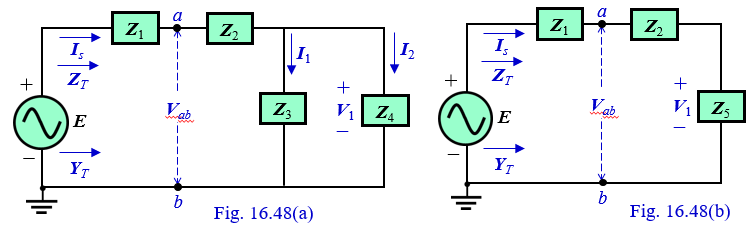 Z1 a Z2
Is I1 I2
ZT
+ + 
E Vab Z3 V1 Z4
− −
YT
b
Fig. 16.48(a)
Z1 a Z2
Is
ZT
+ +
E Vab V1 Z5
− −
YT
b
Fig. 16.48(b)